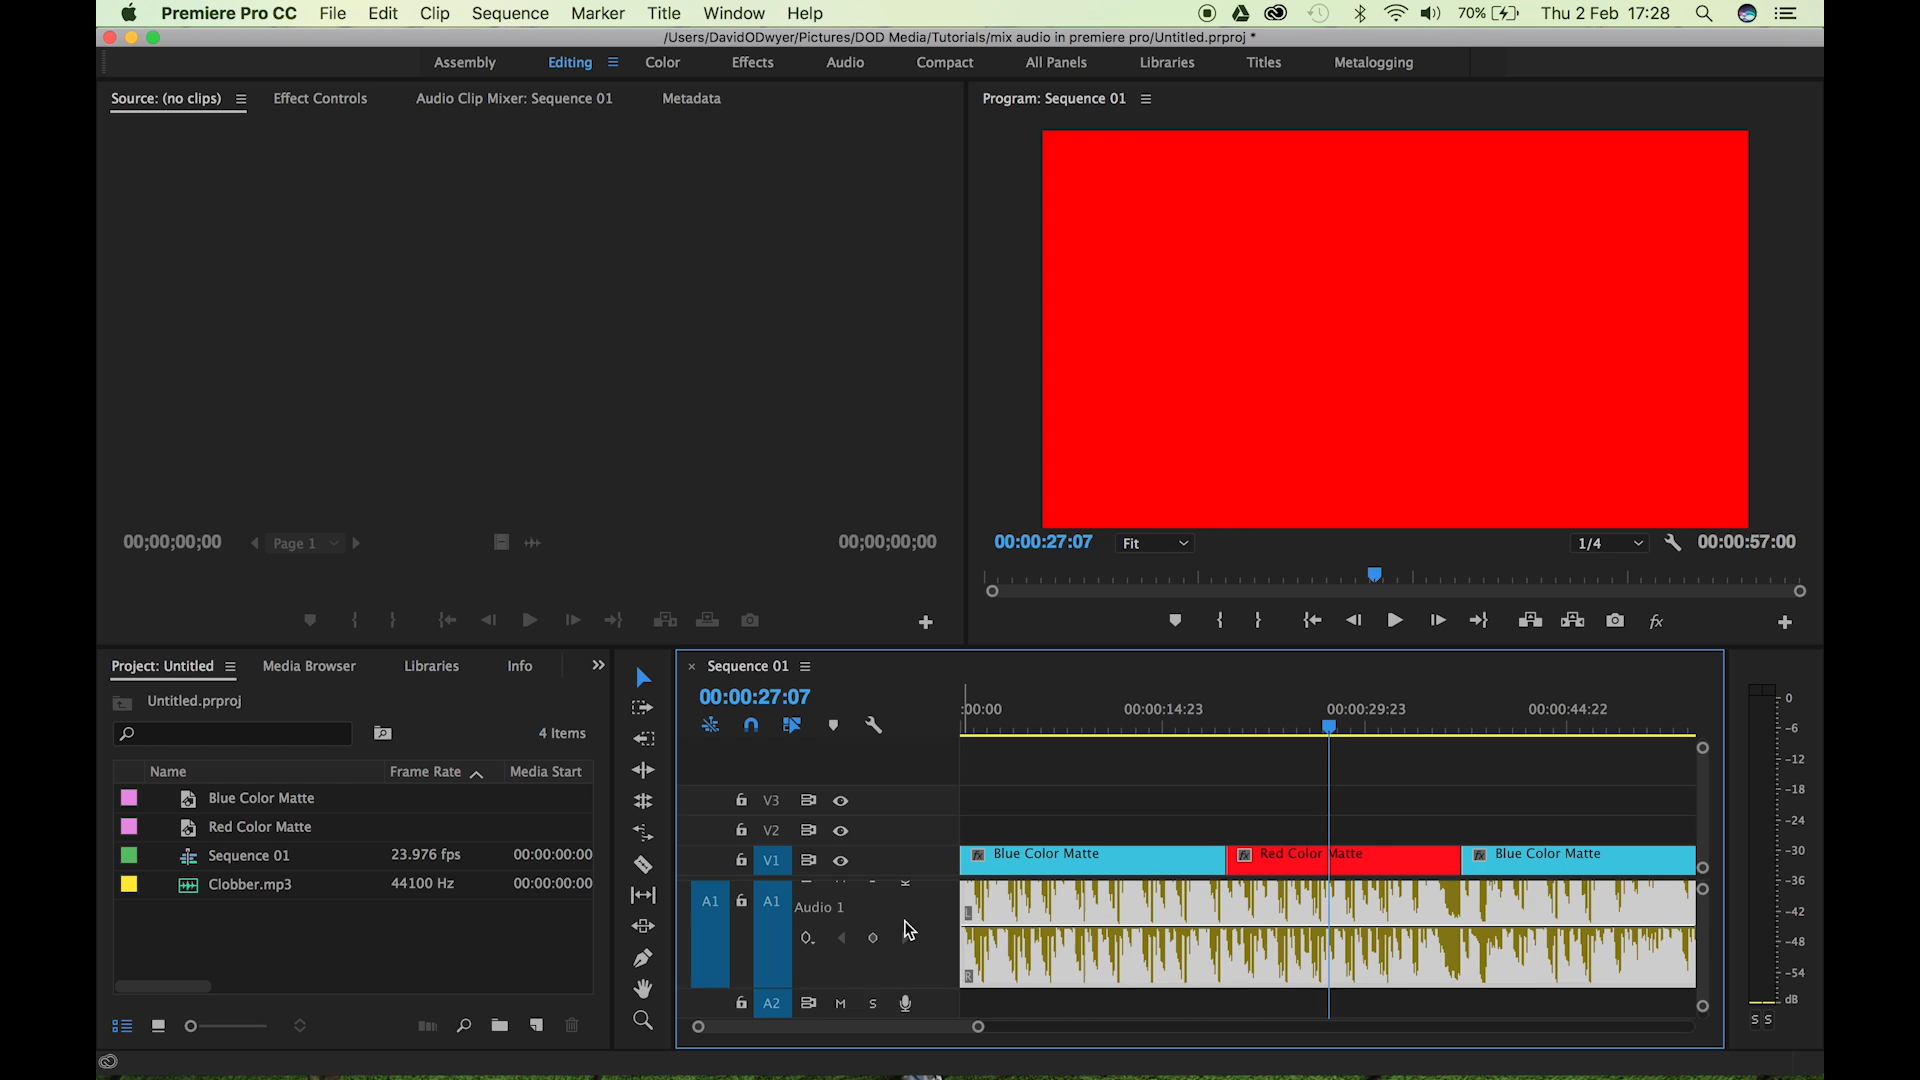 Premiere Pro CC File Edit Clip Sequence Marker Title Window Help 70% Thu 2 Feb 17:28
/Users/DavidODwyer/Pictures/DOD Media/Tutorials/mix audio in premiere pro/Untitled.prproj *
Assembly Editing Color Effects Audio Compact All Panels Libraries Titles Metalogging
Source: (no clips) Effect Controls Audio Clip Mixer: Sequence 01 Metadata
Program: Sequence 01
00;00;00;00 Page 1 00;00;00;00
00:00:27:07 Fit 1/4 00:00:57:00
fx
Project: Untitled Media Browser Libraries Info
Untitled.prproj
4 Items
Name Frame Rate Media Start
Blue Color Matte
Red Color Matte
Sequence 01 23.976 fps 00:00:00:00
Clobber.mp3 44100 Hz 00:00:00:00
× Sequence 01
00:00:27:07
:00:00 00:00:14:23 00:00:29:23 00:00:44:22
V3
V2
V1
fx Blue Color Matte fx Red Color Matte fx Blue Color Matte
A1 A1 Audio 1
L
R
A2 M S
0
-6
-12
-18
-24
-30
-36
-42
-48
-54
dB
S S